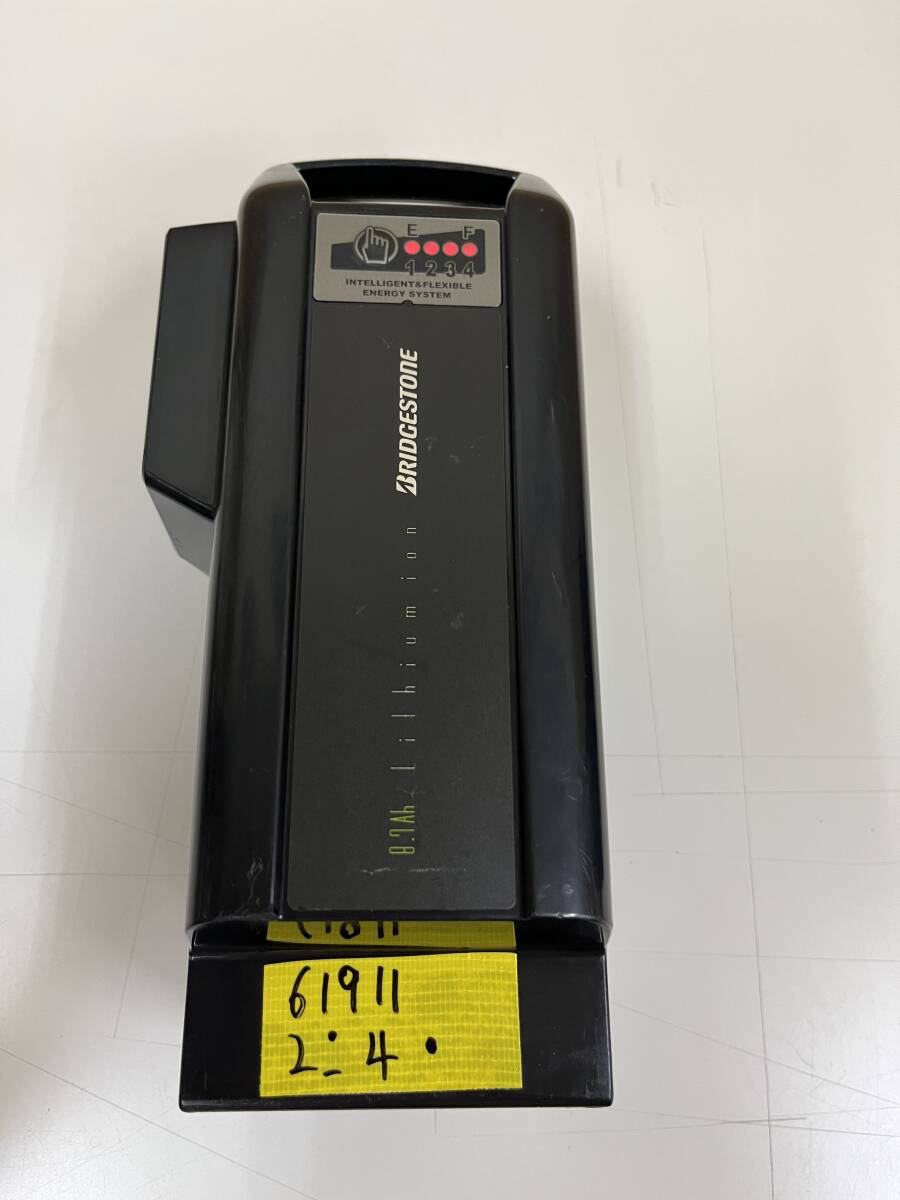 E F
1 2 3 4
INTELLIGENT&FLEXIBLE
ENERGY SYSTEM
8.7Ah Lithium ion BRIDGESTONE
61911
2 - 4 •